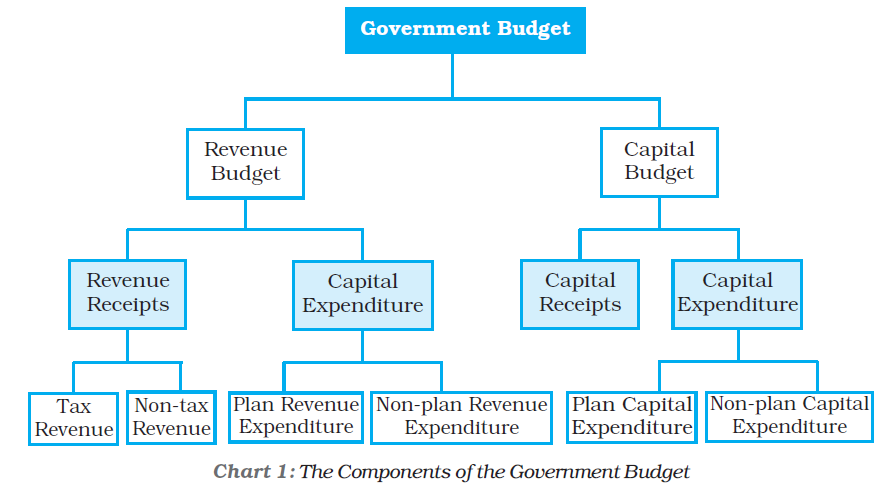 Government Budget
Revenue
Budget
Capital
Budget
Revenue
Receipts
Capital
Expenditure
Capital
Receipts
Capital
Expenditure
Tax
Revenue
Non-tax
Revenue
Plan Revenue
Expenditure
Non-plan Revenue
Expenditure
Plan Capital
Expenditure
Non-plan Capital
Expenditure
Chart 1: The Components of the Government Budget